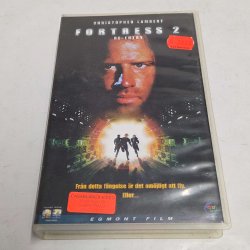 CHRISTOPHER LAMBERT
FORTRESS 2
RE-ENTRY
Från detta fängelse är det omöjligt att fly.
Eller...
EGMONT FILM